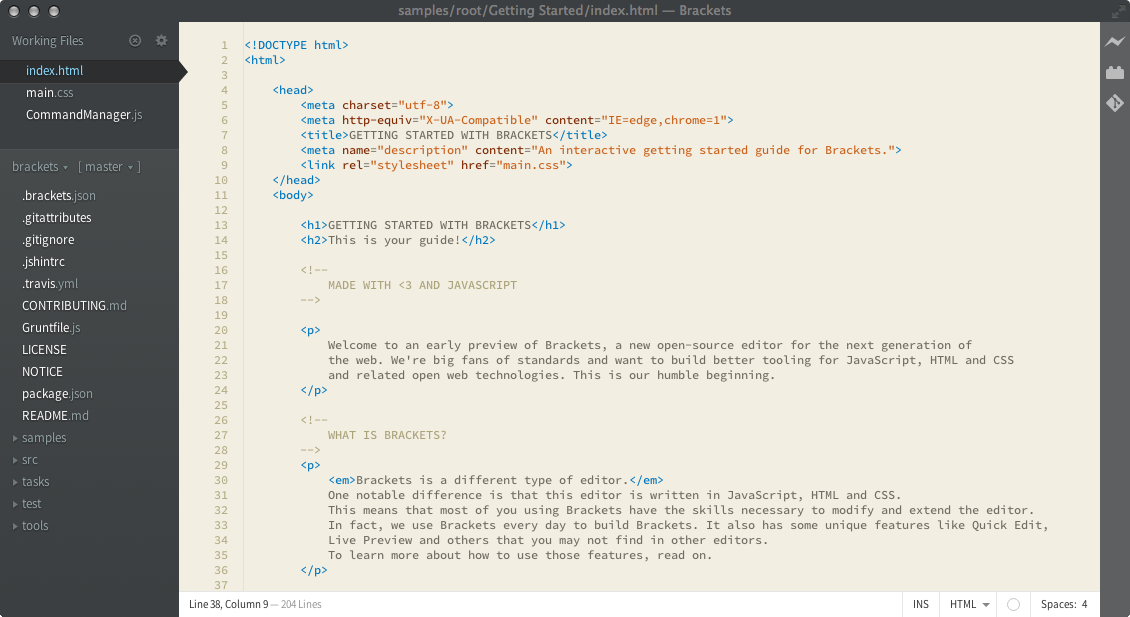 samples/root/Getting Started/index.html — Brackets
Working Files
index.html
main.css
CommandManager.js
brackets [ master ]
.brackets.json
.gitattributes
.gitignore
.jshintrc
.travis.yml
CONTRIBUTING.md
Gruntfile.js
LICENSE
NOTICE
package.json
README.md
samples
src
tasks
test
tools
1 <!DOCTYPE html>
2 <html>
3
4     <head>
5         <meta charset="utf-8">
6         <meta http-equiv="X-UA-Compatible" content="IE=edge,chrome=1">
7         <title>GETTING STARTED WITH BRACKETS</title>
8         <meta name="description" content="An interactive getting started guide for Brackets.">
9         <link rel="stylesheet" href="main.css">
10     </head>
11     <body>
12
13         <h1>GETTING STARTED WITH BRACKETS</h1>
14         <h2>This is your guide!</h2>
15
16         <!--
17             MADE WITH <3 AND JAVASCRIPT
18         -->
19
20         <p>
21             Welcome to an early preview of Brackets, a new open-source editor for the next generation of
22             the web. We're big fans of standards and want to build better tooling for JavaScript, HTML and CSS
23             and related open web technologies. This is our humble beginning.
24         </p>
25
26         <!--
27             WHAT IS BRACKETS?
28         -->
29         <p>
30             <em>Brackets is a different type of editor.</em>
31             One notable difference is that this editor is written in JavaScript, HTML and CSS.
32             This means that most of you using Brackets have the skills necessary to modify and extend the editor.
33             In fact, we use Brackets every day to build Brackets. It also has some unique features like Quick Edit,
34             Live Preview and others that you may not find in other editors.
35             To learn more about how to use those features, read on.
36         </p>
37
Line 38, Column 9 — 204 Lines
INS
HTML
Spaces: 4